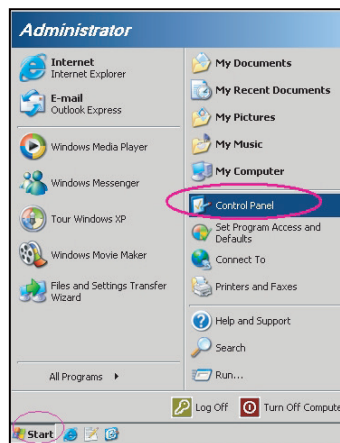 Administrator
Internet
Internet Explorer
E-mail
Outlook Express
Windows Media Player
Windows Messenger
Tour Windows XP
Windows Movie Maker
Files and Settings Transfer
Wizard
All Programs
My Documents
My Recent Documents
My Pictures
My Music
My Computer
Control Panel
Set Program Access and
Defaults
Connect To
Printers and Faxes
Help and Support
Search
Run...
Log Off
Turn Off Compute
Start